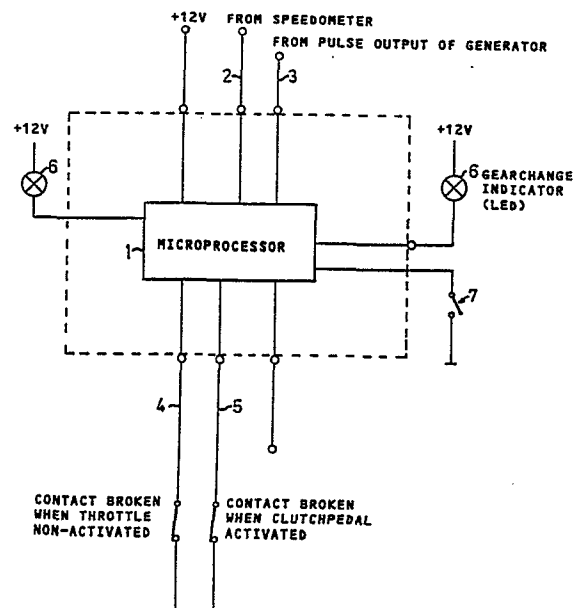 +12V
FROM SPEEDOMETER
FROM PULSE OUTPUT OF GENERATOR
2
3
+12V
6
+12V
6 GEARCHANGE
INDICATOR
(LED)
1
MICROPROCESSOR
7
4
5
CONTACT BROKEN
WHEN THROTTLE
NON-ACTIVATED
CONTACT BROKEN
WHEN CLUTCHPEDAL
ACTIVATED